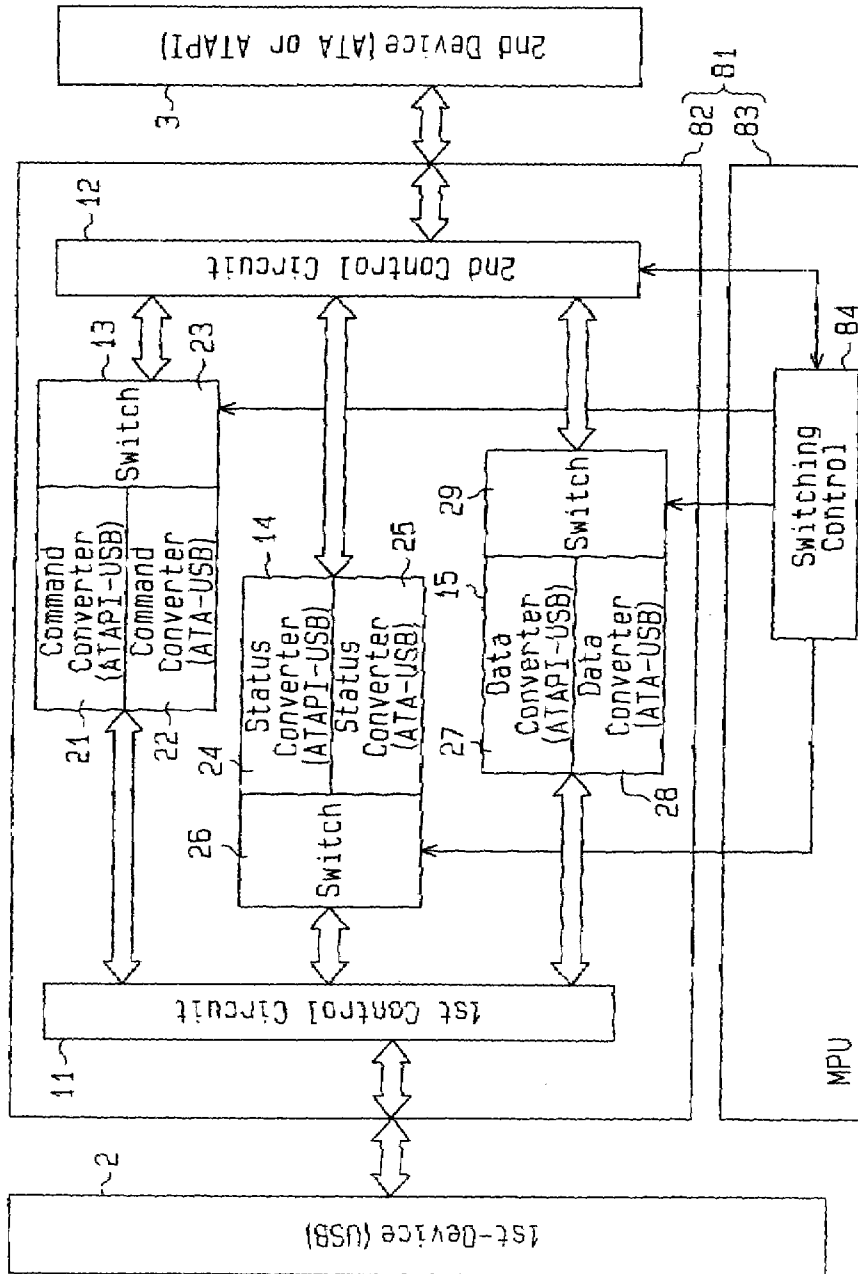 2
1st-Device (USB)
11
1st Control Circuit
21
22
Command
Converter
(ATAPI-USB)
Command
Converter
(ATA-USB)
Switch
13
23
26
Switch
24
Status
Converter
(ATAPI-USB)
Status
Converter
(ATA-USB)
14
25
27
28
Data
Converter
(ATAPI-USB)
Data
Converter
(ATA-USB)
15
29
Switch
12
2nd Control Circuit
3
2nd Device (ATA or ATAPI)
82
83
81
84
Switching
Control
MPU